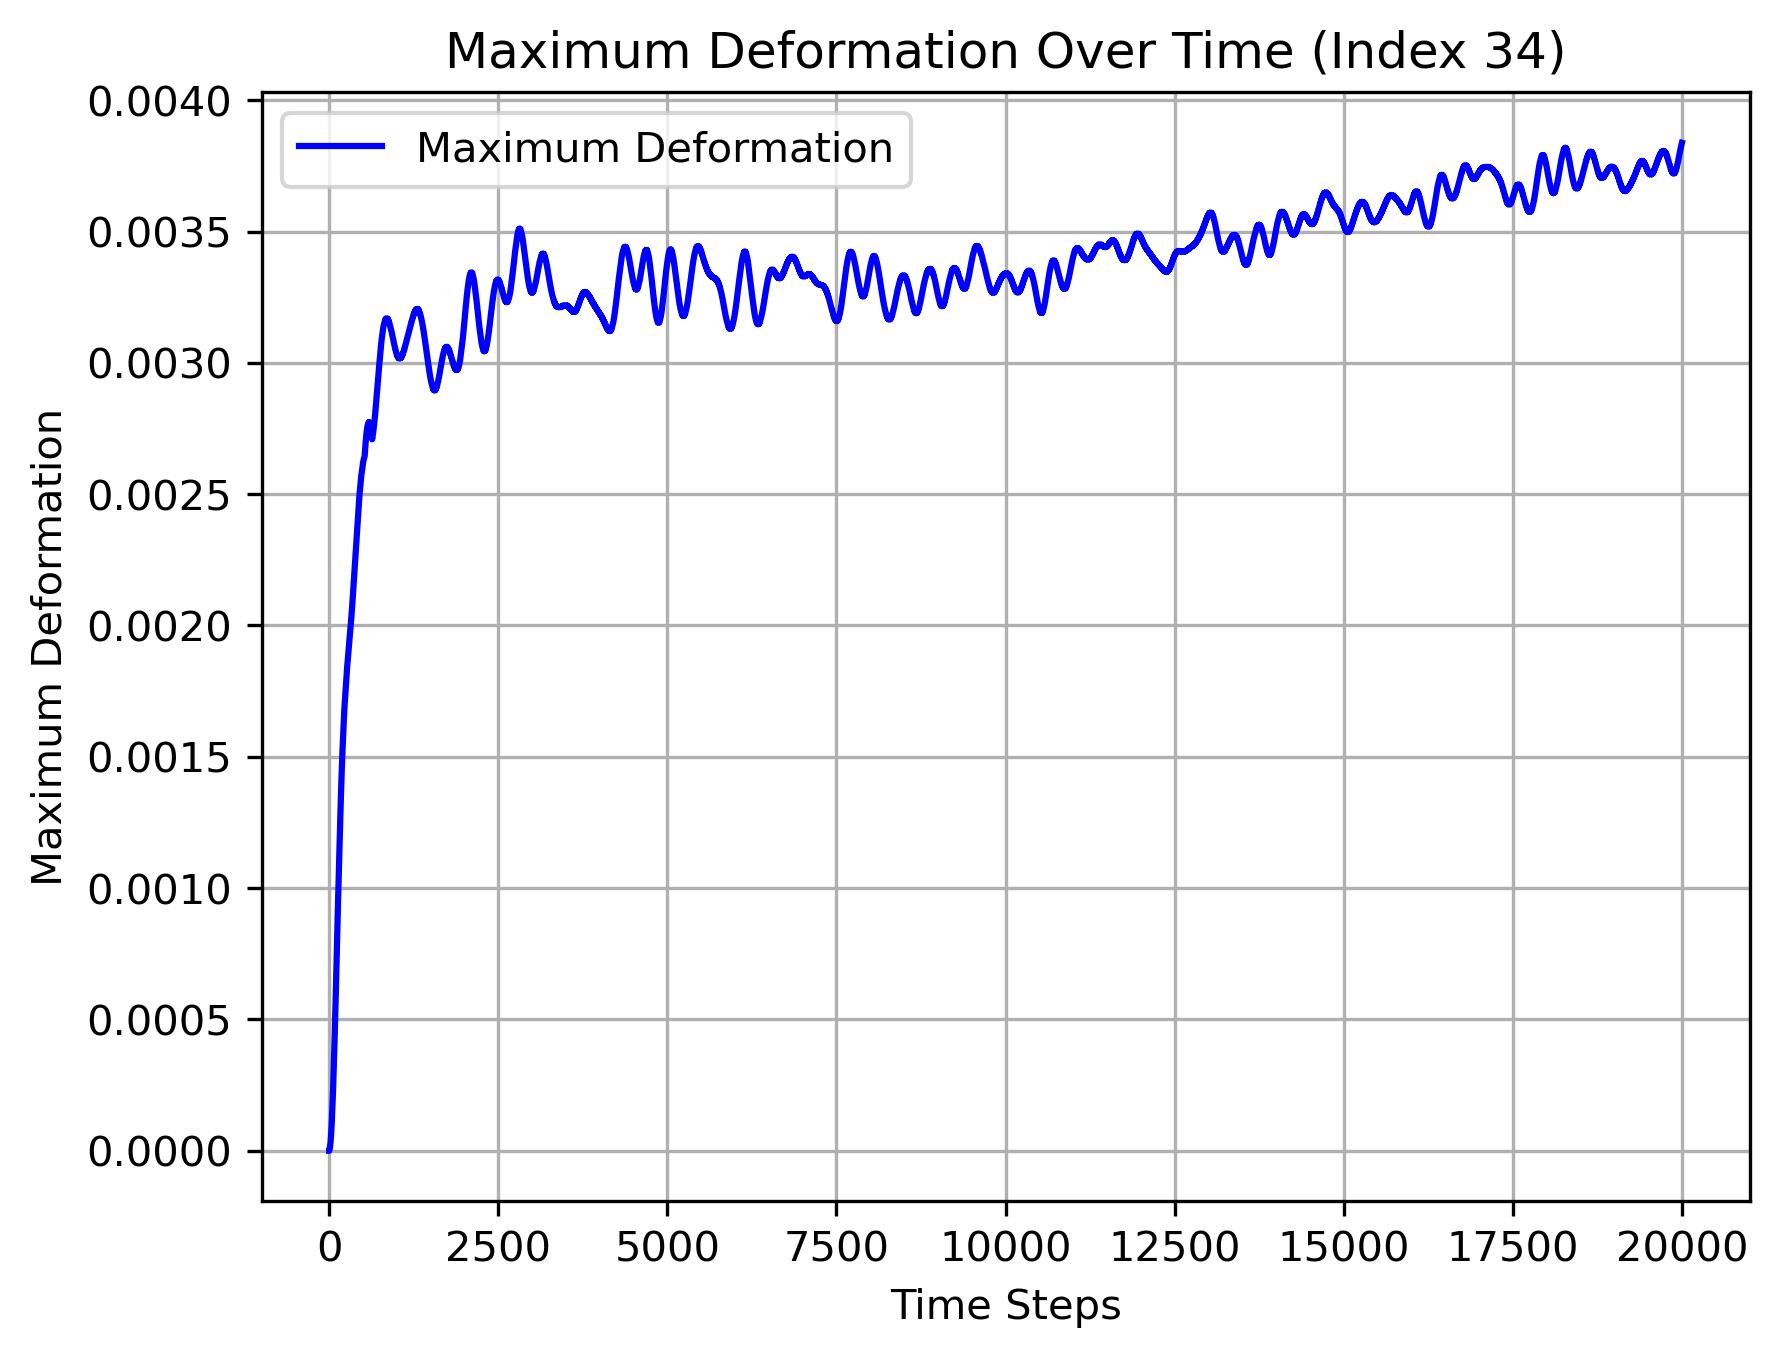 Maximum Deformation Over Time (Index 34)
Maximum Deformation
Maximum Deformation
0.0040
0.0035
0.0030
0.0025
0.0020
0.0015
0.0010
0.0005
0.0000
0 2500 5000 7500 10000 12500 15000 17500 20000
Time Steps